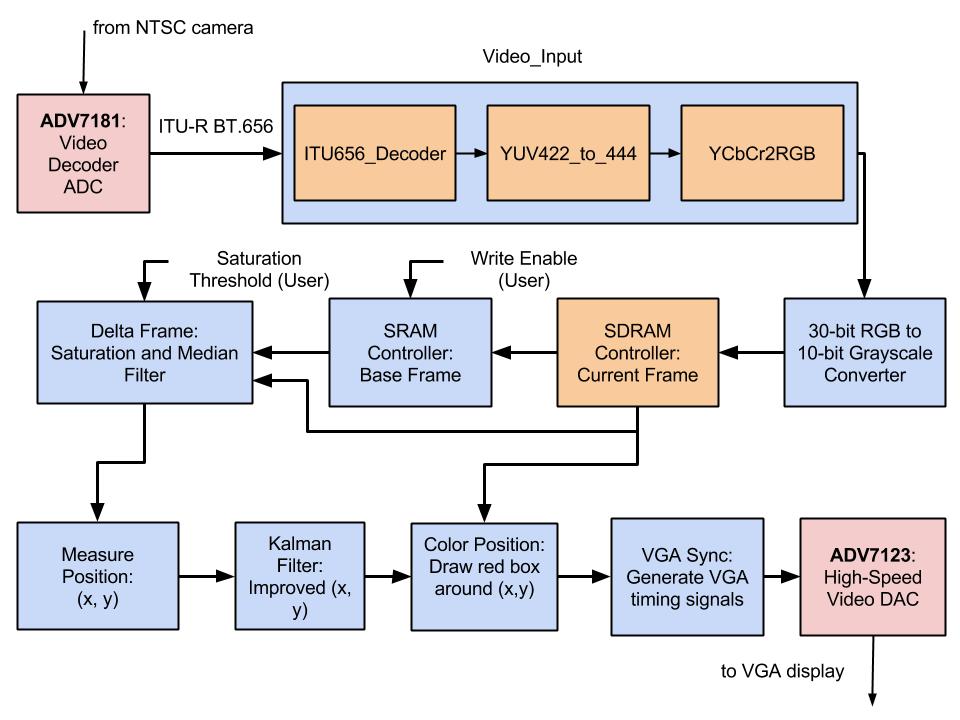 from NTSC camera
Video_Input
ADV7181:
Video
Decoder
ADC
ITU-R BT.656
ITU656_Decoder
YUV422_to_444
YCbCr2RGB
Saturation
Threshold (User)
Write Enable
(User)
Delta Frame:
Saturation and Median
Filter
SRAM
Controller:
Base Frame
SDRAM
Controller:
Current Frame
30-bit RGB to
10-bit Grayscale
Converter
Measure
Position:
(x, y)
Kalman
Filter:
Improved (x,
y)
Color Position:
Draw red box
around (x,y)
VGA Sync:
Generate VGA
timing signals
ADV7123:
High-Speed
Video DAC
to VGA display